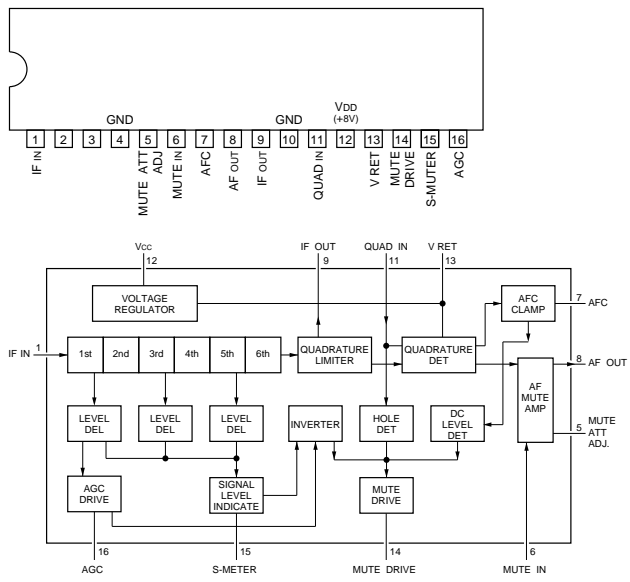 GND GND VDD
(+8V)
1 2 3 4 5 6 7 8 9 10 11 12 13 14 15 16
IF IN
MUTE ATT
ADJ
MUTE IN
AFC
AF OUT
IF OUT
QUAD IN
V RET
MUTE
DRIVE
S-MUTER
AGC
Vcc
12
IF OUT
9
QUAD IN
11
V RET
13
VOLTAGE
REGULATOR
AFC
CLAMP
7 AFC
IF IN 1
1st 2nd 3rd 4th 5th 6th
QUADRATURE
LIMITER
QUADRATURE
DET
8 AF OUT
AF
MUTE
AMP
LEVEL
DEL
LEVEL
DEL
LEVEL
DEL
INVERTER
HOLE
DET
DC
LEVEL
DET
5 MUTE
ATT
ADJ.
AGC
DRIVE
SIGNAL
LEVEL
INDICATE
MUTE
DRIVE
16
AGC
15
S-METER
14
MUTE DRIVE
6
MUTE IN